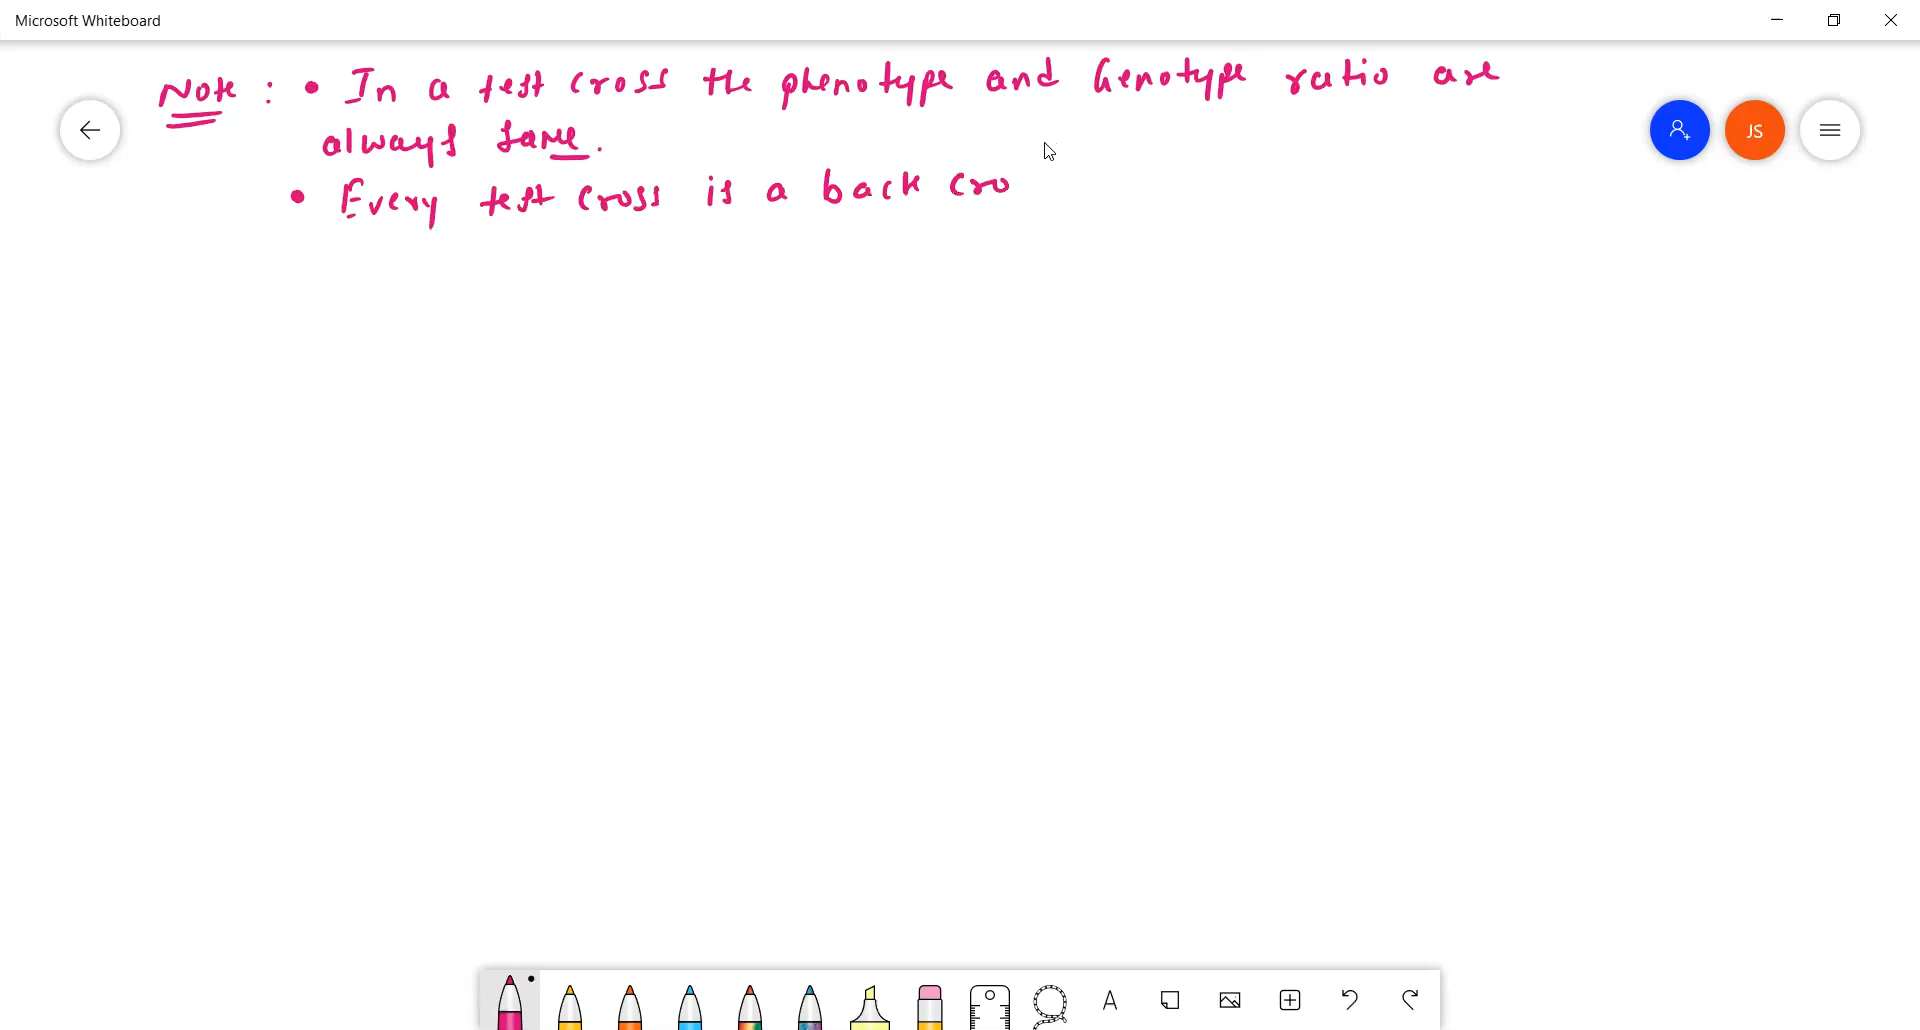 Microsoft Whiteboard
Note : • In a test cross the phenotype and Genotype ratio are
always same.
JS
• Every test cross is a back cro